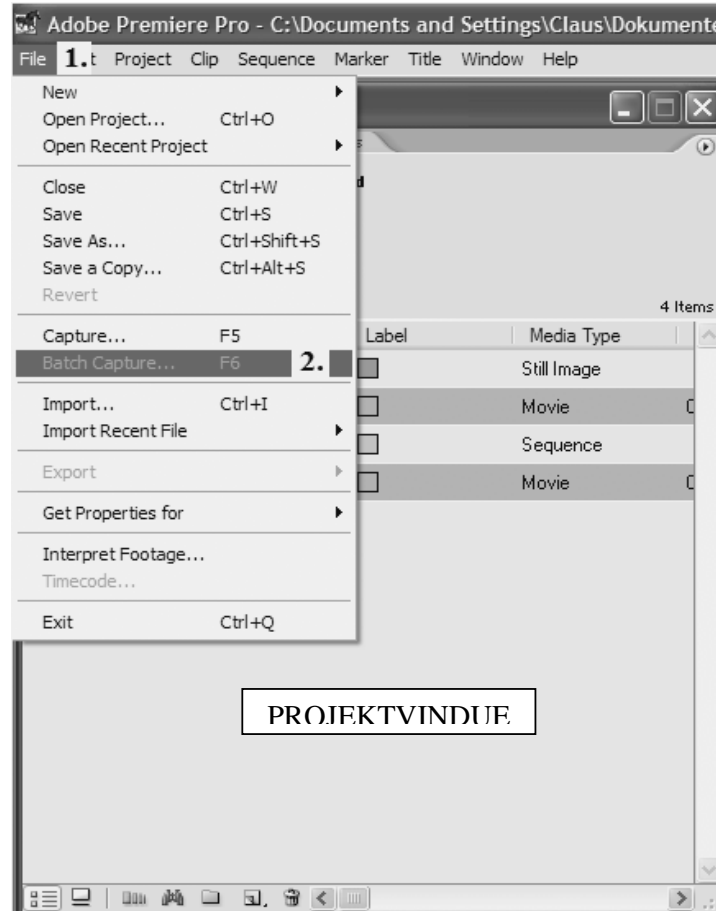 Adobe Premiere Pro - C:\Documents and Settings\Claus\Dokumente
File 1. t Project Clip Sequence Marker Title Window Help
New
Open Project... Ctrl+O
Open Recent Project
Close Ctrl+W
Save Ctrl+S
Save As... Ctrl+Shift+S
Save a Copy... Ctrl+Alt+S
Revert
4 Items
Capture... F5
Label Media Type
Batch Capture... F6 2.
Still Image
Import... Ctrl+I
Movie
Import Recent File
Sequence
Export
Movie
Get Properties for
Interpret Footage...
Timecode...
Exit Ctrl+Q
PROJEKTVINDUE